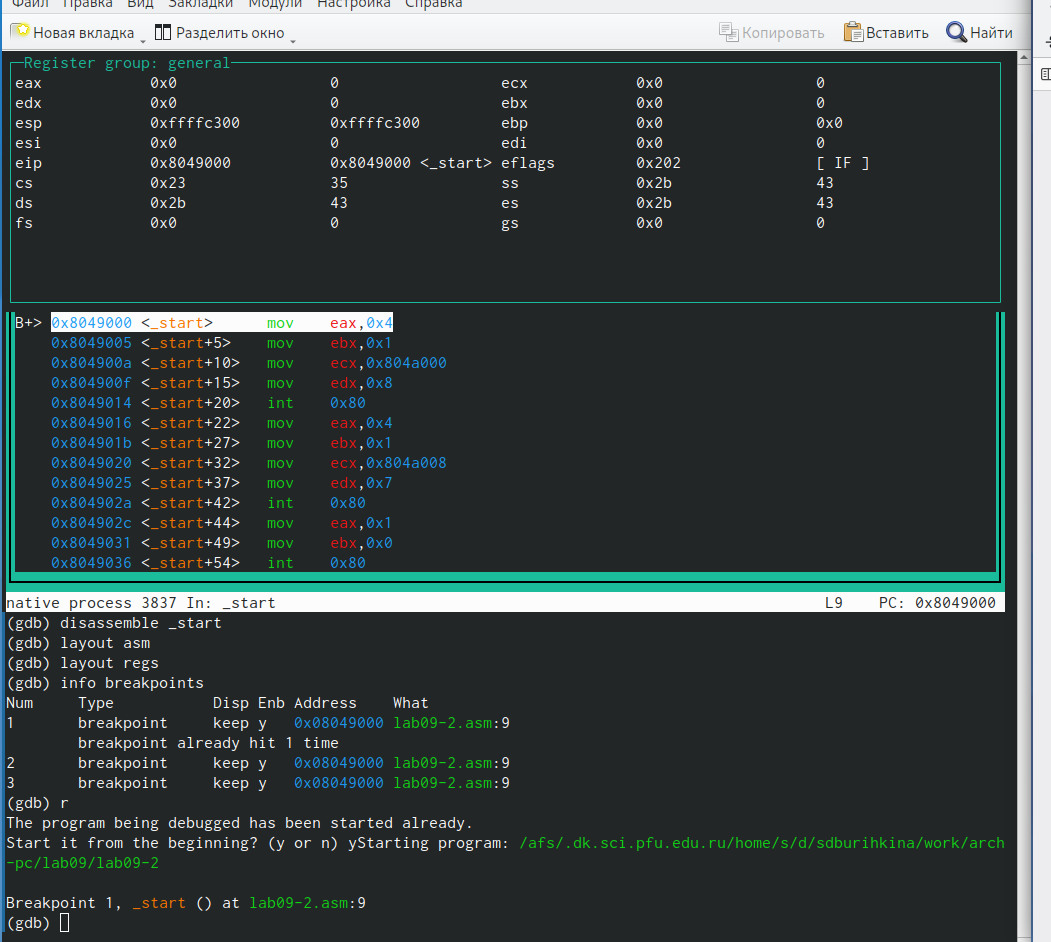 Файл Правка Вид Закладки Модули Настройка Справка
Новая вкладка Разделить окно Копировать Вставить Найти
Register group: general
eax 0x0 0 ecx 0x0 0
edx 0x0 0 ebx 0x0 0
esp 0xffffc300 0xffffc300 ebp 0x0 0x0
esi 0x0 0 edi 0x0 0
eip 0x8049000 0x8049000 <_start> eflags 0x202 [ IF ]
cs 0x23 35 ss 0x2b 43
ds 0x2b 43 es 0x2b 43
fs 0x0 0 gs 0x0 0
B+> 0x8049000 <_start> mov eax,0x4
0x8049005 <_start+5> mov ebx,0x1
0x804900a <_start+10> mov ecx,0x804a000
0x804900f <_start+15> mov edx,0x8
0x8049014 <_start+20> int 0x80
0x8049016 <_start+22> mov eax,0x4
0x804901b <_start+27> mov ebx,0x1
0x8049020 <_start+32> mov ecx,0x804a008
0x8049025 <_start+37> mov edx,0x7
0x804902a <_start+42> int 0x80
0x804902c <_start+44> mov eax,0x1
0x8049031 <_start+49> mov ebx,0x0
0x8049036 <_start+54> int 0x80
native process 3837 In: _start L9 PC: 0x8049000
(gdb) disassemble _start
(gdb) layout asm
(gdb) layout regs
(gdb) info breakpoints
Num Type Disp Enb Address What
1 breakpoint keep y 0x08049000 lab09-2.asm:9
breakpoint already hit 1 time
2 breakpoint keep y 0x08049000 lab09-2.asm:9
3 breakpoint keep y 0x08049000 lab09-2.asm:9
(gdb) r
The program being debugged has been started already.
Start it from the beginning? (y or n) yStarting program: /afs/.dk.sci.pfu.edu.ru/home/s/d/sdburihkina/work/arch
-pc/lab09/lab09-2
Breakpoint 1, _start () at lab09-2.asm:9
(gdb)